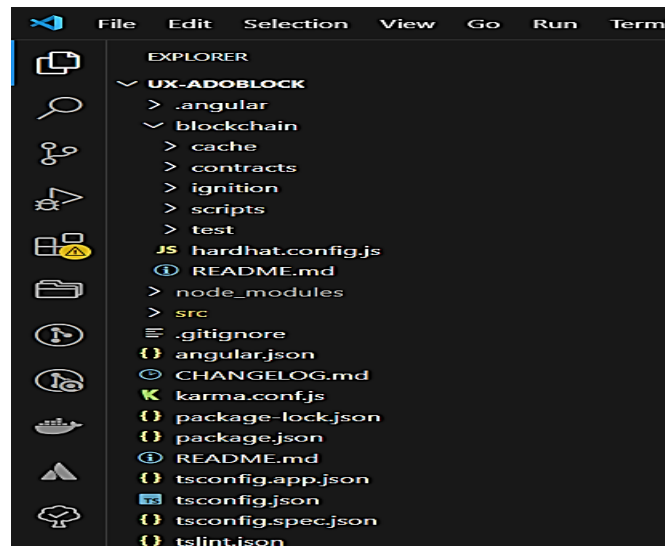 File Edit Selection View Go Run Term
EXPLORER
UX-ADOBLOCK
.angular
blockchain
cache
contracts
ignition
scripts
test
JS hardhat.config.js
README.md
node_modules
src
.gitignore
{} angular.json
CHANGELOG.md
K karma.conf.js
{} package-lock.json
{} package.json
README.md
{} tsconfig.app.json
TS tsconfig.json
{} tsconfig.spec.json
{} tslint.json